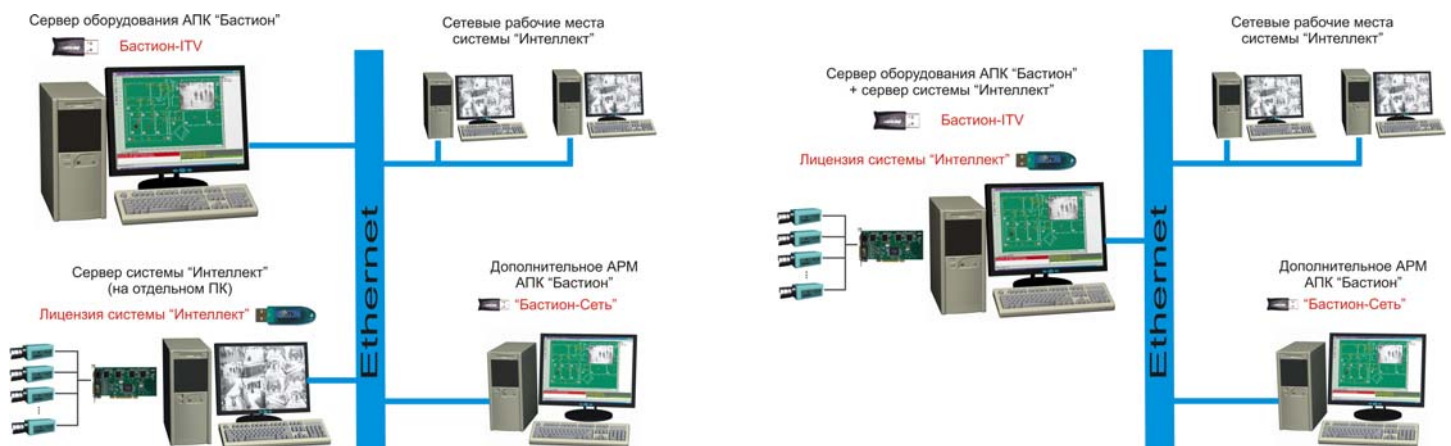 Сервер оборудования АПК “Бастион”
Бастион-ITV
Сетевые рабочие места
системы “Интеллект”
Сервер системы “Интеллект”
(на отдельном ПК)
Лицензия системы “Интеллект”
Ethernet
Дополнительное АРМ
АПК “Бастион”
“Бастион-Сеть”
Сервер оборудования АПК “Бастион”
+ сервер системы “Интеллект”
Бастион-ITV
Лицензия системы “Интеллект”
Ethernet
Сетевые рабочие места
системы “Интеллект”
Дополнительное АРМ
АПК “Бастион”
“Бастион-Сеть”